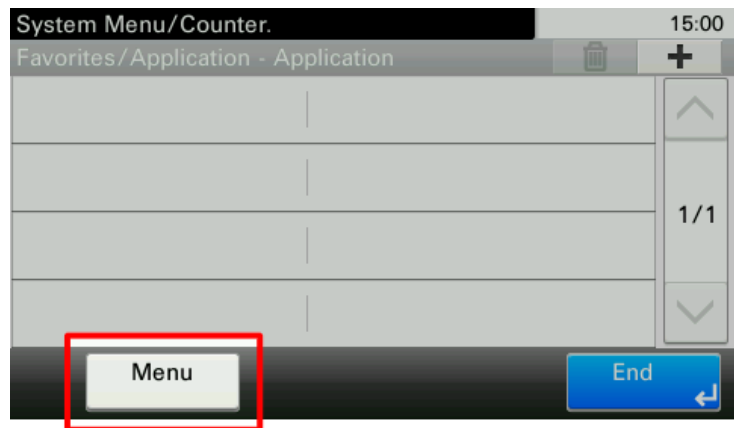 System Menu/Counter. 15:00
Favorites/Application - Application
1/1
Menu End